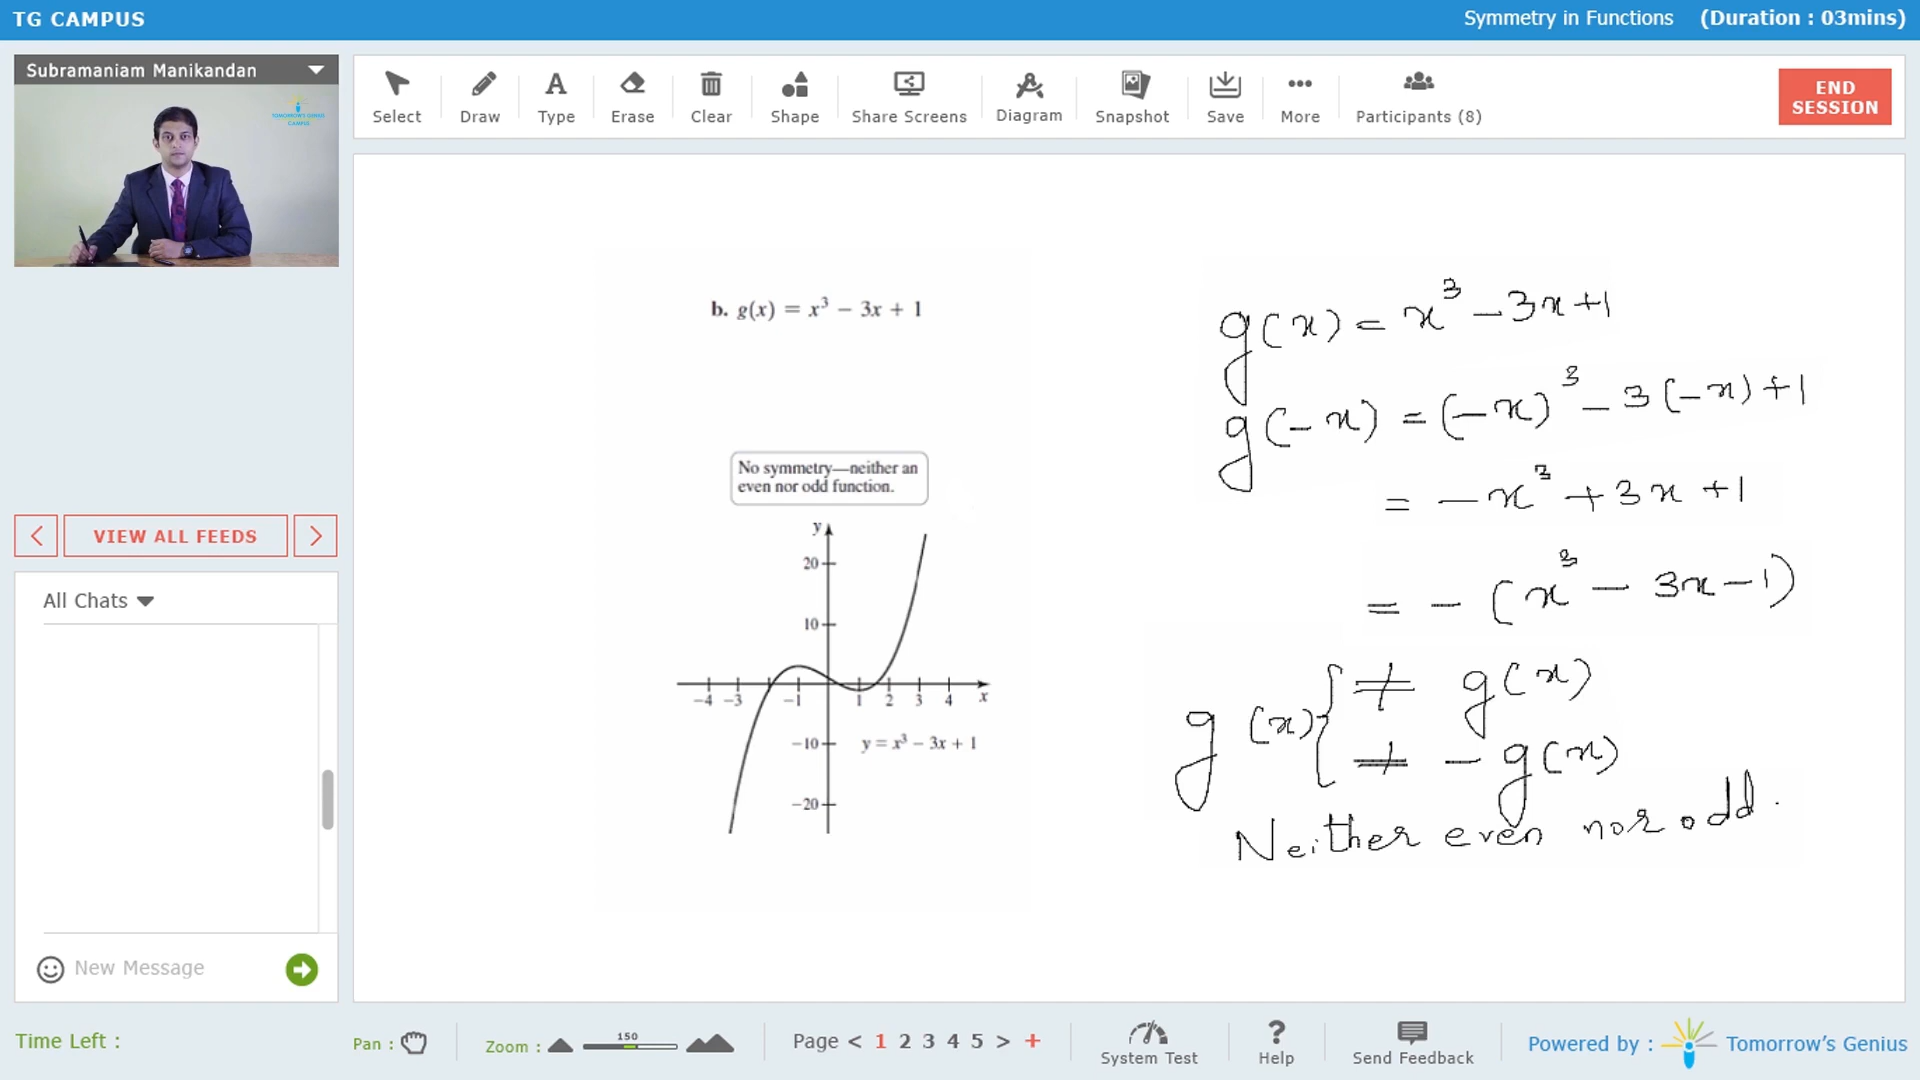 TG CAMPUS
Symmetry in Functions (Duration : 03mins)
Subramaniam Manikandan
TOMORROW'S GENIUS
CAMPUS
Select Draw Type Erase Clear Shape Share Screens Diagram Snapshot Save More Participants (8)
END
SESSION
b. g(x) = x³ − 3x + 1
No symmetry—neither an
even nor odd function.
y
20
10
−4 −3 −1 1 2 3 4 x
−10
y = x³ − 3x + 1
−20
g(x) = x³ − 3x + 1
g(−x) = (−x)³ − 3(−x) + 1
= −x³ + 3x + 1
= − (x³ − 3x − 1)
g(x) { ≠ g(x)
≠ − g(x)
Neither even nor odd.
< VIEW ALL FEEDS >
All Chats
New Message
Time Left :
Pan :
Zoom : 150
Page < 1 2 3 4 5 > +
System Test
Help
Send Feedback
Powered by : Tomorrow's Genius